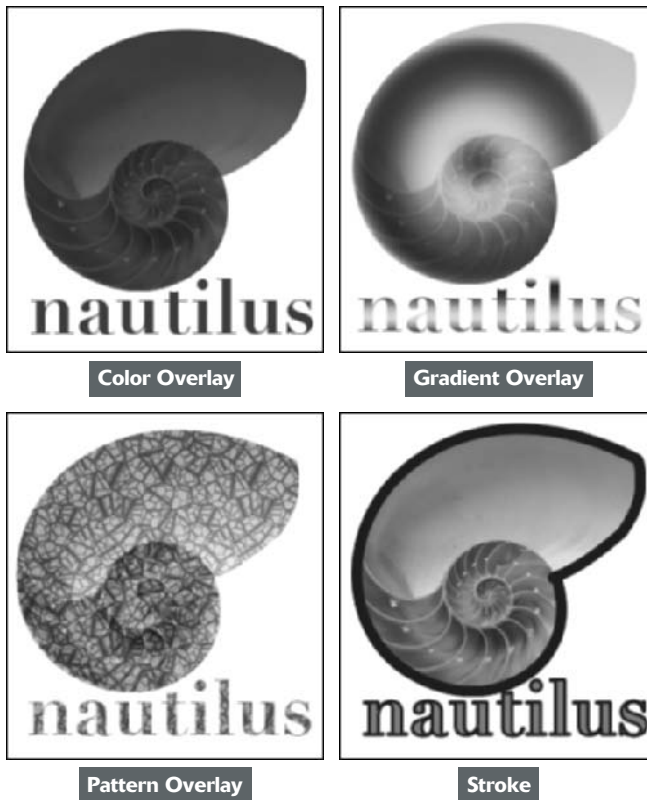 nautilus
nautilus
Color Overlay
Gradient Overlay
nautilus
nautilus
Pattern Overlay
Stroke